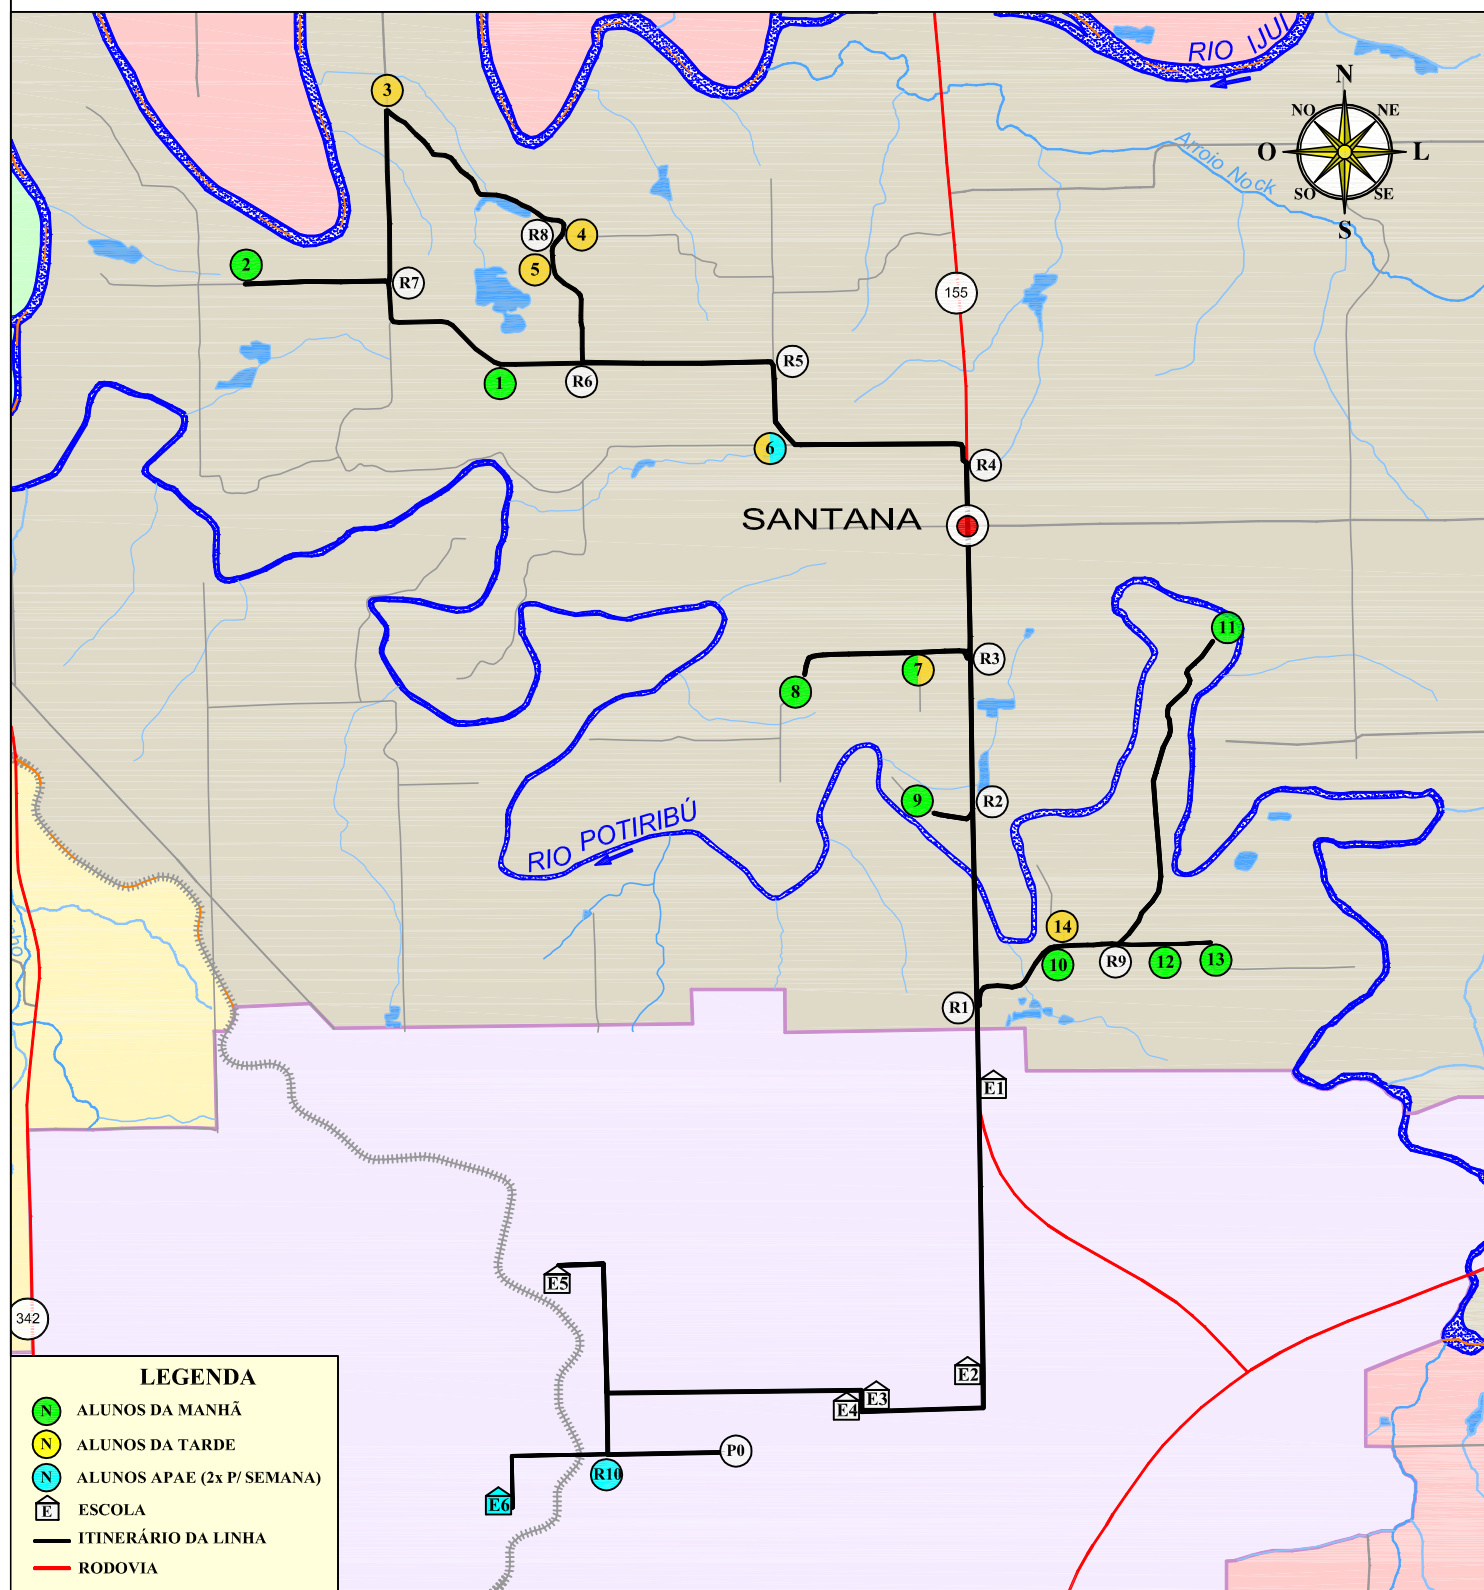 RIO IJUÍ
N
NO
NE
O
L
SO
SE
S
Arroio Nock
3
R8
4
5
2
R7
155
1
R6
R5
6
R4
SANTANA
11
R3
7
8
9
R2
RIO POTIRIBÚ
14
10
R9
12
13
R1
E1
E5
342
E2
E3
E4
P0
R10
E6
LEGENDA
N ALUNOS DA MANHÃ
N ALUNOS DA TARDE
N ALUNOS APAE (2x P/ SEMANA)
E ESCOLA
ITINERÁRIO DA LINHA
RODOVIA